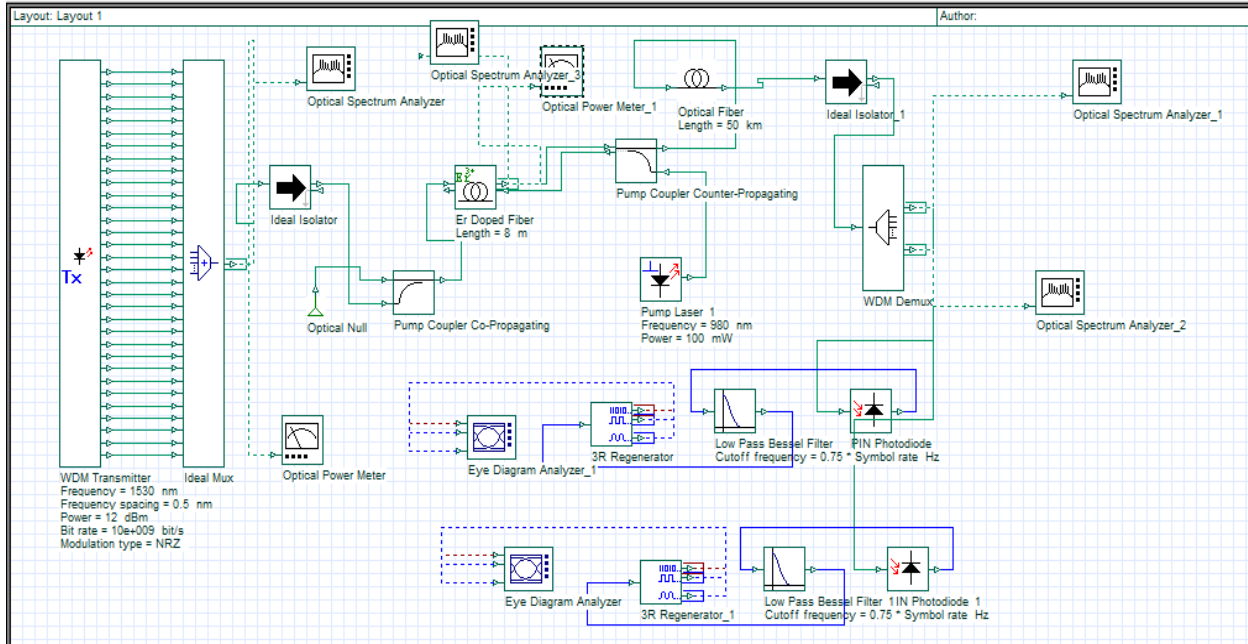 Layout: Layout 1
Author:
Optical Spectrum Analyzer
Optical Spectrum Analyzer_3
Optical Power Meter_1
Optical Fiber
Length = 50 km
Ideal Isolator_1
Optical Spectrum Analyzer_1
Ideal Isolator
Er Doped Fiber
Length = 8 m
Pump Coupler Counter-Propagating
Tx
Optical Null
Pump Coupler Co-Propagating
Pump Laser 1
Frequency = 980 nm
Power = 100 mW
WDM Demux
Optical Spectrum Analyzer_2
WDM Transmitter
Frequency = 1530 nm
Frequency spacing = 0.5 nm
Power = 12 dBm
Bit rate = 10e+009 bit/s
Modulation type = NRZ
Ideal Mux
Optical Power Meter
Eye Diagram Analyzer_1
3R Regenerator
Low Pass Bessel Filter
Cutoff frequency = 0.75 * Symbol rate Hz
PIN Photodiode
Eye Diagram Analyzer
3R Regenerator_1
Low Pass Bessel Filter 1
Cutoff frequency = 0.75 * Symbol rate Hz
IN Photodiode 1